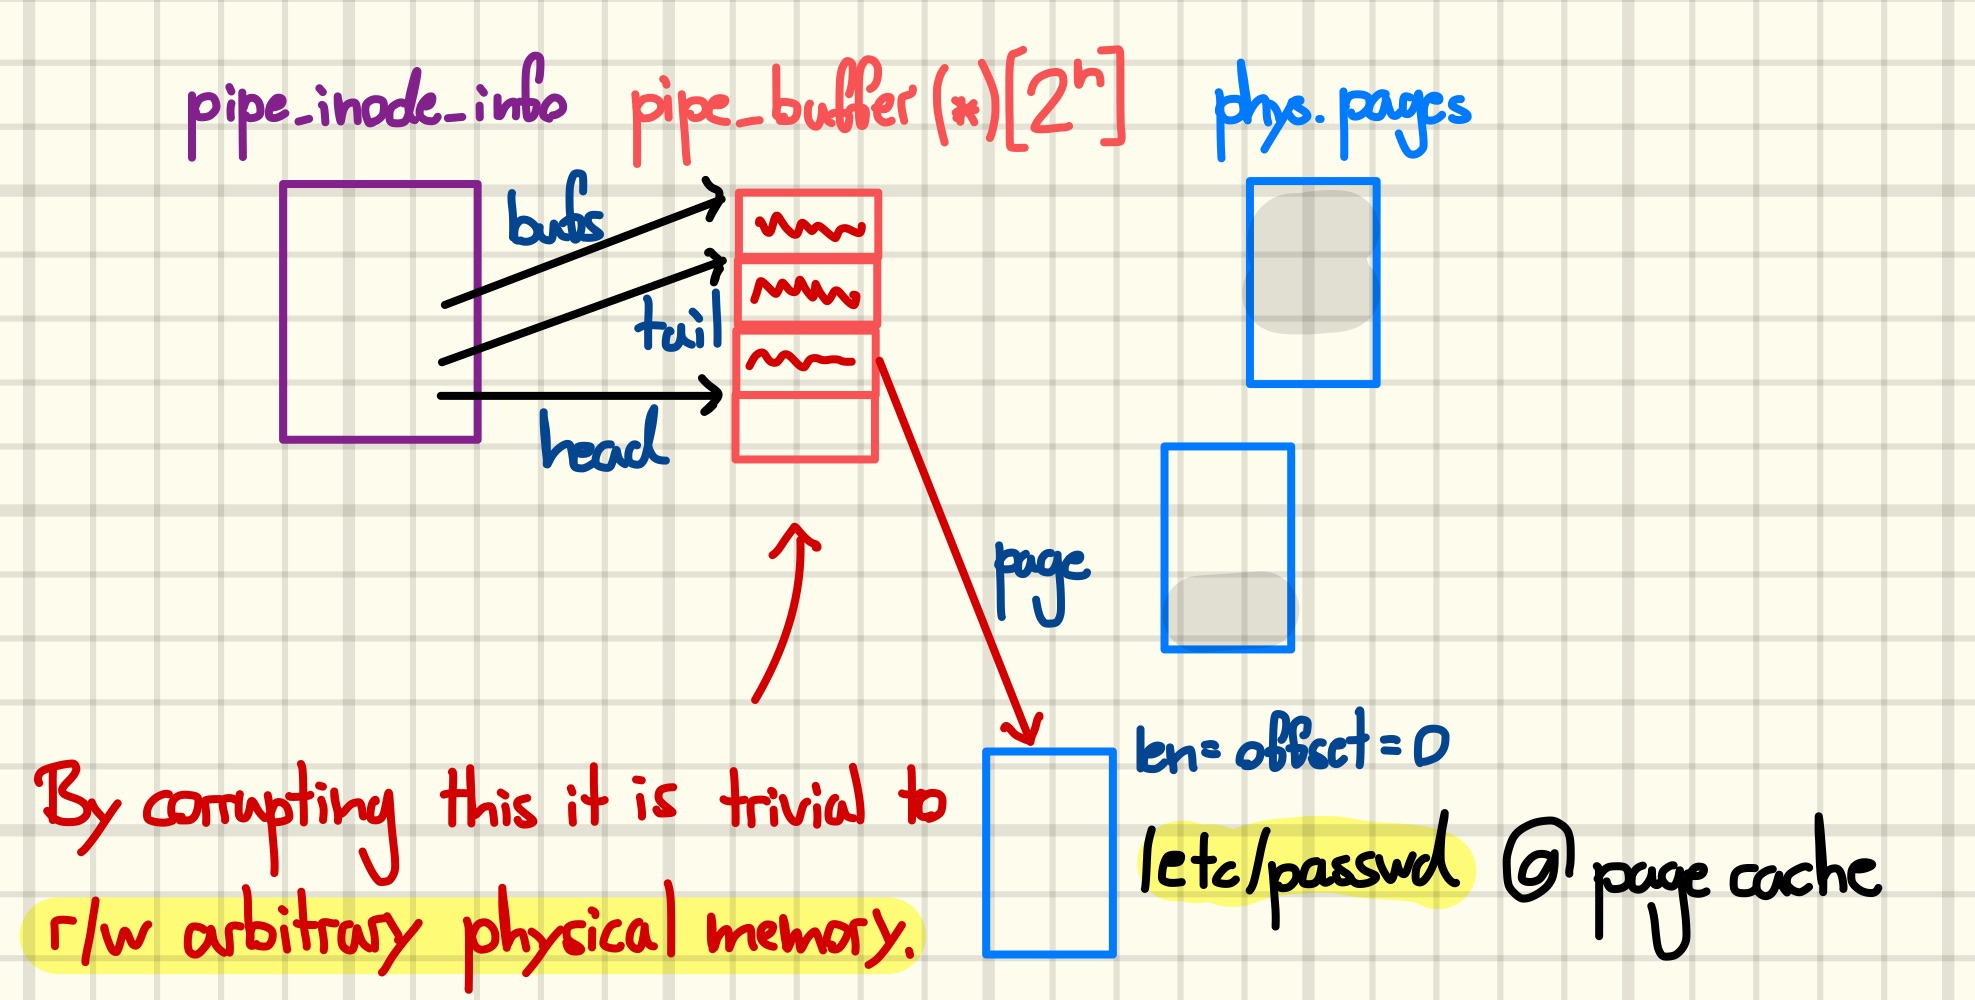 pipe_inode_info pipe_buffer (*)[2ⁿ] phys. pages
bufs
tail
head
page
len = offset = 0
By corrupting this it is trivial to
r/w arbitrary physical memory.
/etc/passwd @ page cache